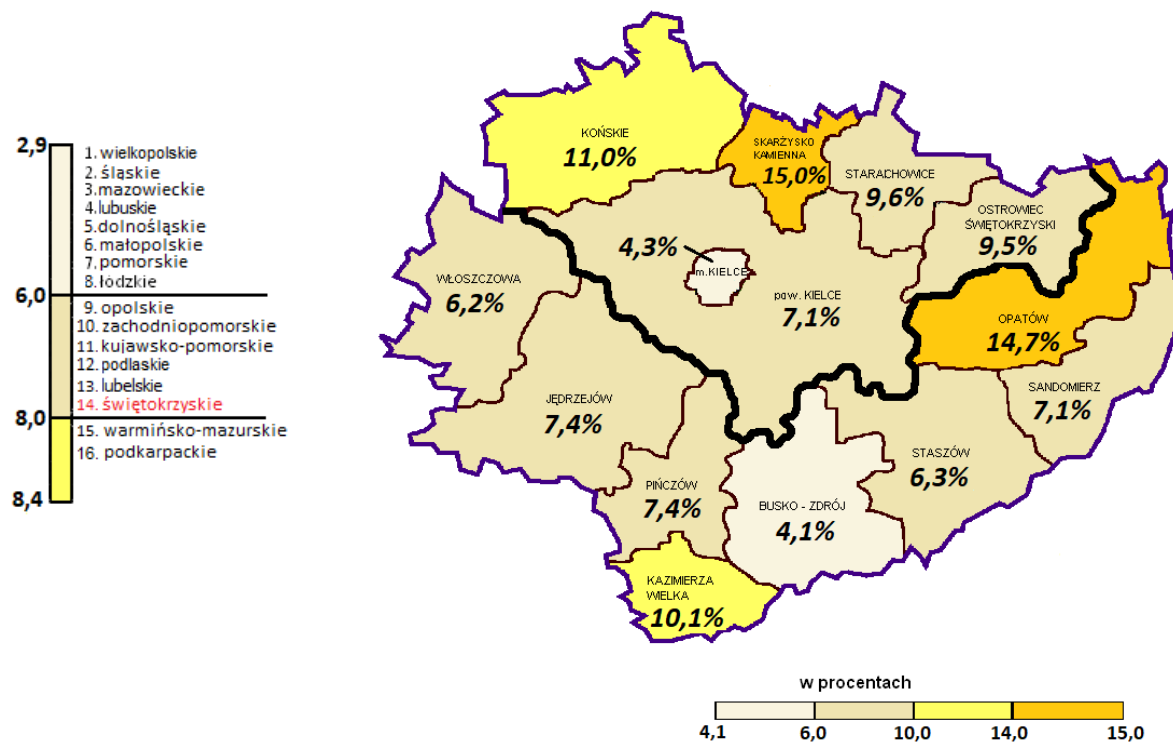 2,9
1. wielkopolskie
2. śląskie
3. mazowieckie
4. lubuskie
5. dolnośląskie
6. małopolskie
7. pomorskie
8. łódzkie
6,0
9. opolskie
10. zachodniopomorskie
11. kujawsko-pomorskie
12. podlaskie
13. lubelskie
14. świętokrzyskie
8,0
15. warmińsko-mazurskie
16. podkarpackie
8,4
KOŃSKIE
11,0%
SKARŻYSKO
KAMIENNA
15,0%
STARACHOWICE
9,6%
OSTROWIEC
ŚWIĘTOKRZYSKI
9,5%
4,3%
m.KIELCE
WŁOSZCZOWA
6,2%
pow. KIELCE
7,1%
OPATÓW
14,7%
SANDOMIERZ
7,1%
JĘDRZEJÓW
7,4%
STASZÓW
6,3%
PIŃCZÓW
7,4%
BUSKO - ZDRÓJ
4,1%
KAZIMIERZA
WIELKA
10,1%
w procentach
4,1 6,0 10,0 14,0 15,0